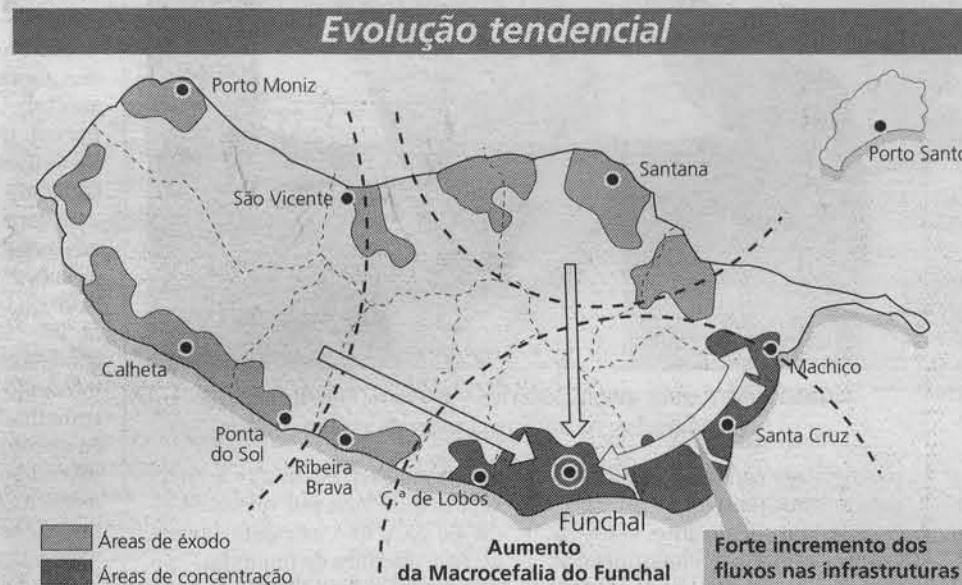 Evolução tendencial
Porto Moniz
Porto Santo
Santana
São Vicente
Calheta
Machico
Ponta
do Sol
Santa Cruz
Ribeira
Brava
C.ª de Lobos
Funchal
Áreas de éxodo
Áreas de concentração
Aumento
da Macrocefalia do Funchal
Forte incremento dos
fluxos nas infrastruturas